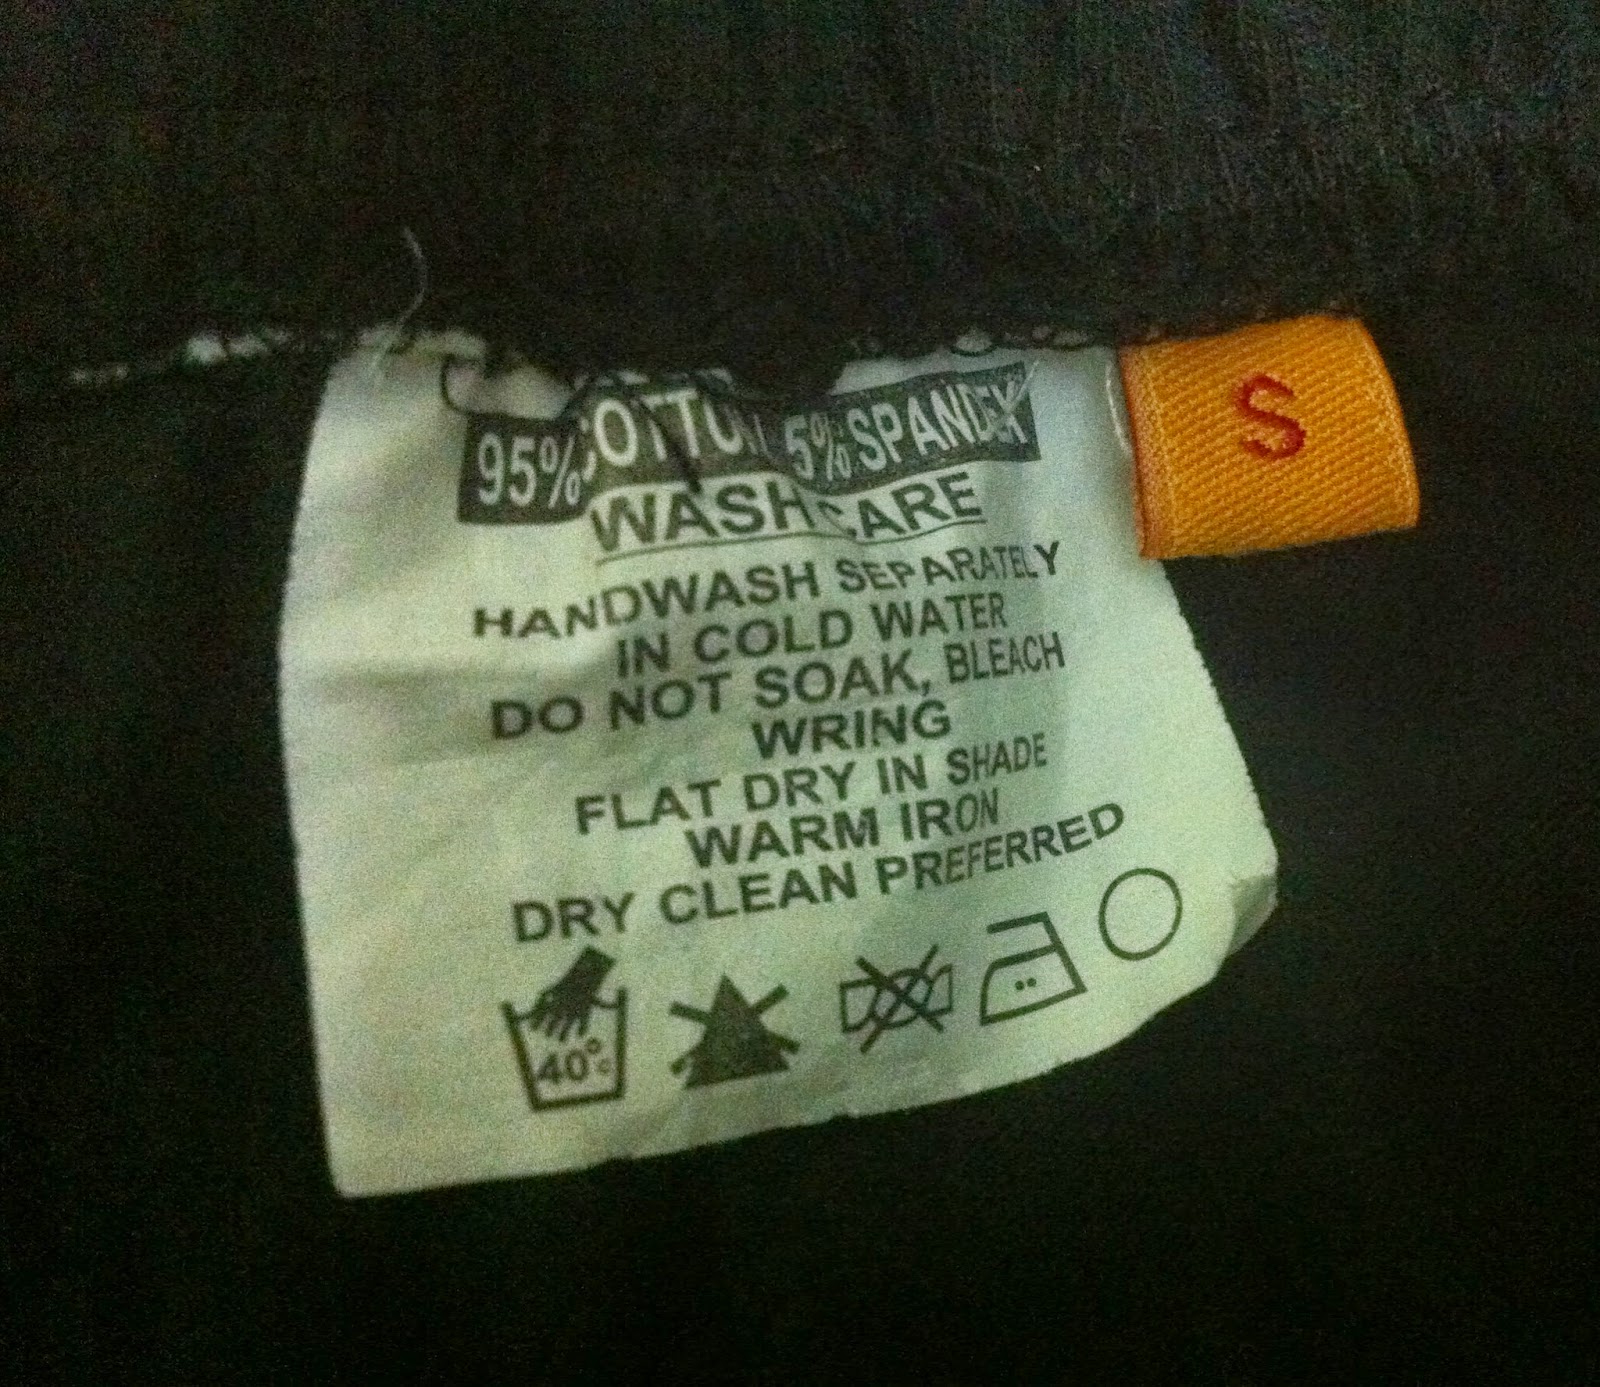 95% COTTON 5% SPANDEX
S
WASH CARE
HANDWASH SEPARATELY
IN COLD WATER
DO NOT SOAK, BLEACH
WRING
FLAT DRY IN SHADE
WARM IRON
DRY CLEAN PREFERRED
40°C